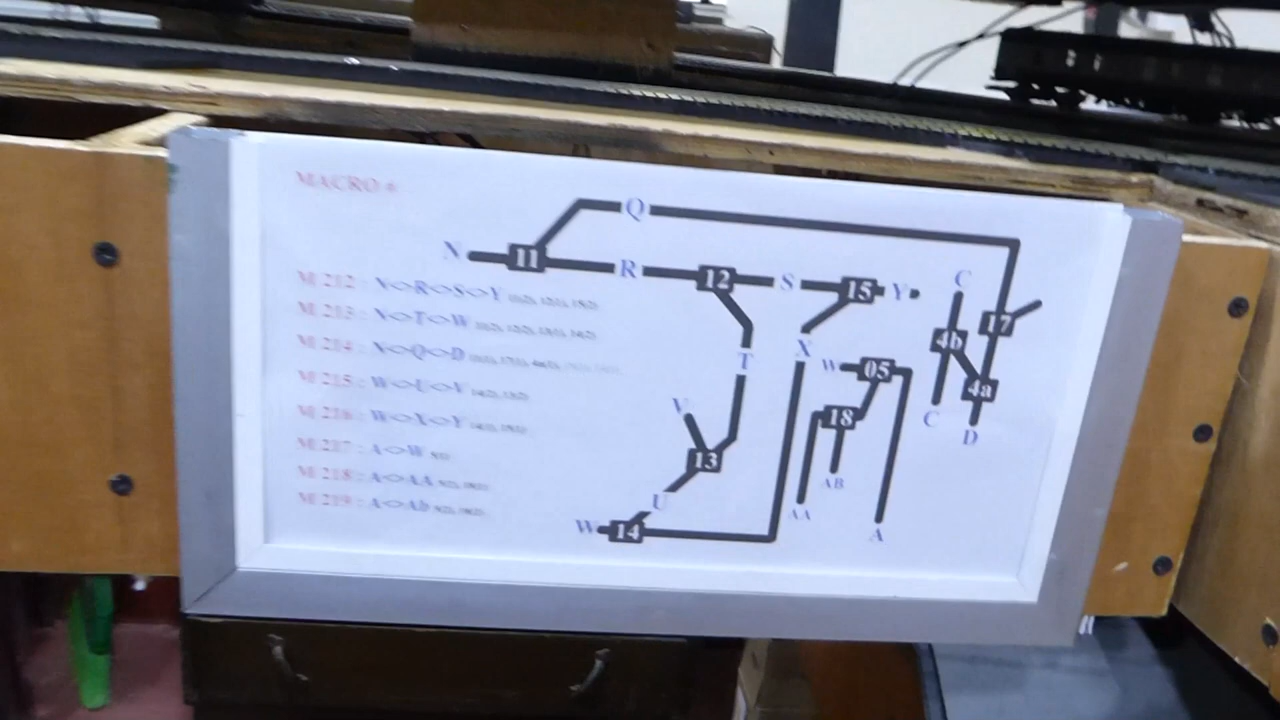 MACRO 6
M 212 : N<>R<>S<>Y
M 213 : N<>T<>W
M 214 : N<>Q<>D
M 215 : W<>U<>V
M 216 : W<>X<>Y
M 217 : A<>W
M 218 : A<>AA
M 219 : A<>Ab
Q
N 11 R 12 S 15 Y
C
17
4b
T X W 05
4a
V 18 C
D
13
AB
U AA
W 14 A